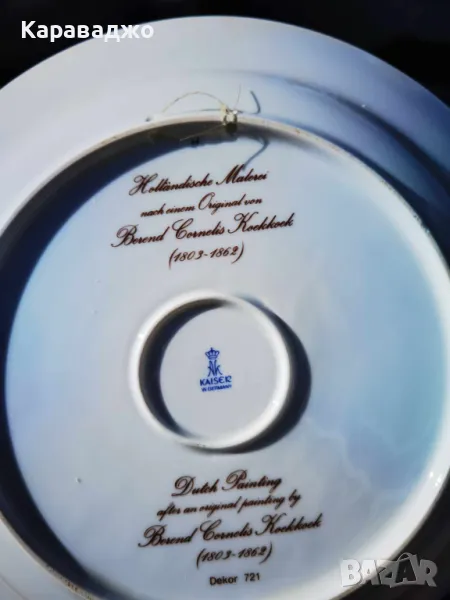 Караваджо
Holländische Malerei
nach einem Original von
Berend Cornelis Koekkoek
(1803-1862)
KAISER
W. GERMANY
Dutch Painting
after an original painting by
Berend Cornelis Koekkoek
(1803-1862)
Dekor 721
BAZAR